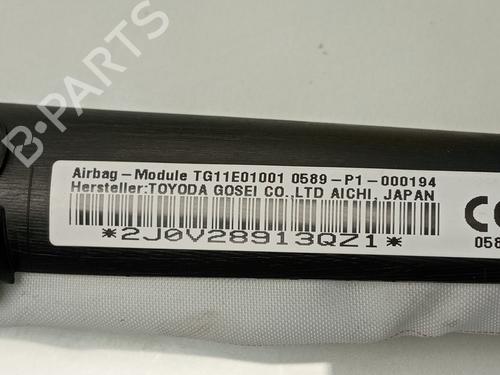 B-PARTS
Airbag-Module TG11E01001 0589-P1-000194
Hersteller:TOYODA GOSEI CO.,LTD AICHI, JAPAN
*2J0V28913QZ1*
CE
058